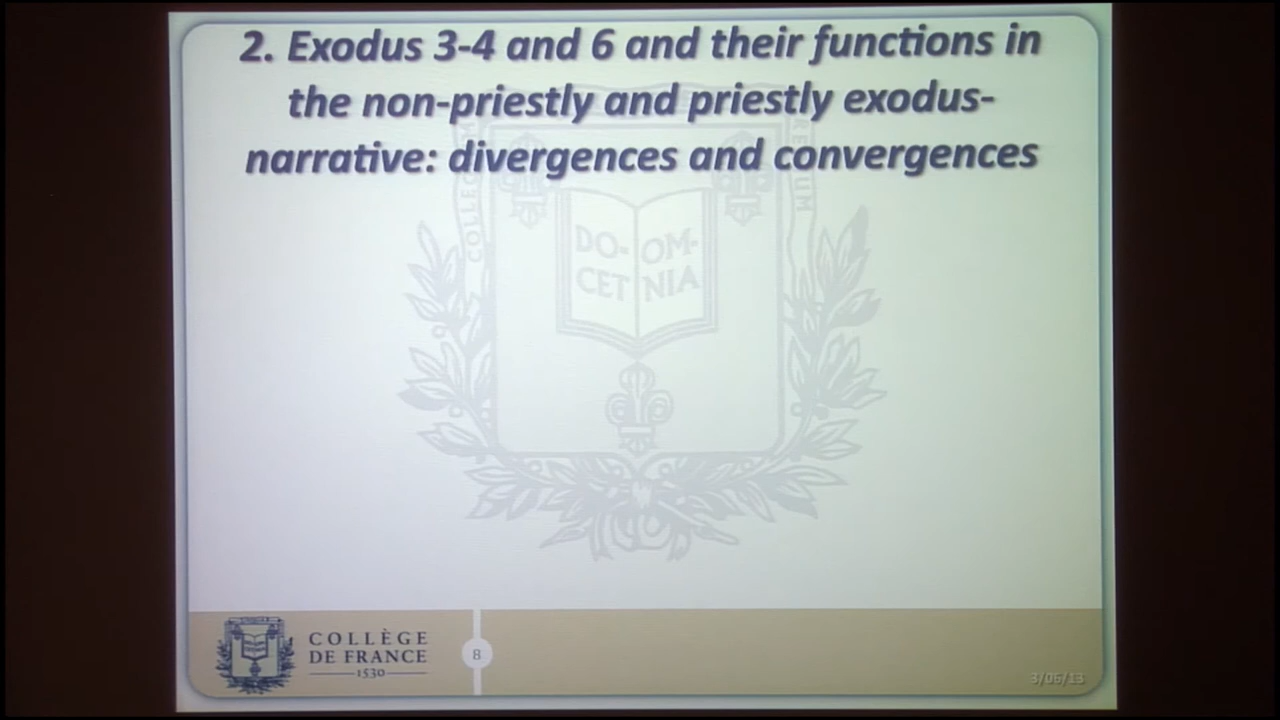 2. Exodus 3-4 and 6 and their functions in
the non-priestly and priestly exodus-
narrative: divergences and convergences
DO- OM-
CET NIA
COLLÈGE
DE FRANCE
1530
8
3/06/13